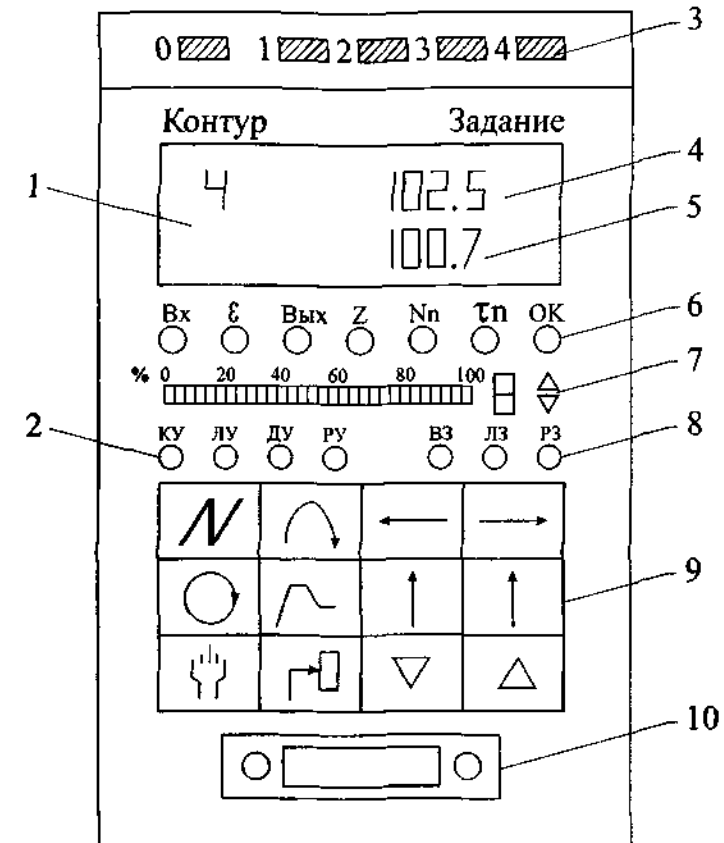 0 1 2 3 4 3
Контур Задание
4 102.5 4
1 100.7 5
Вх ε Вых Z Nn τn ОК 6
% 0 20 40 60 80 100 7
2 КУ ЛУ ДУ РУ ВЗ ЛЗ РЗ 8
9
10